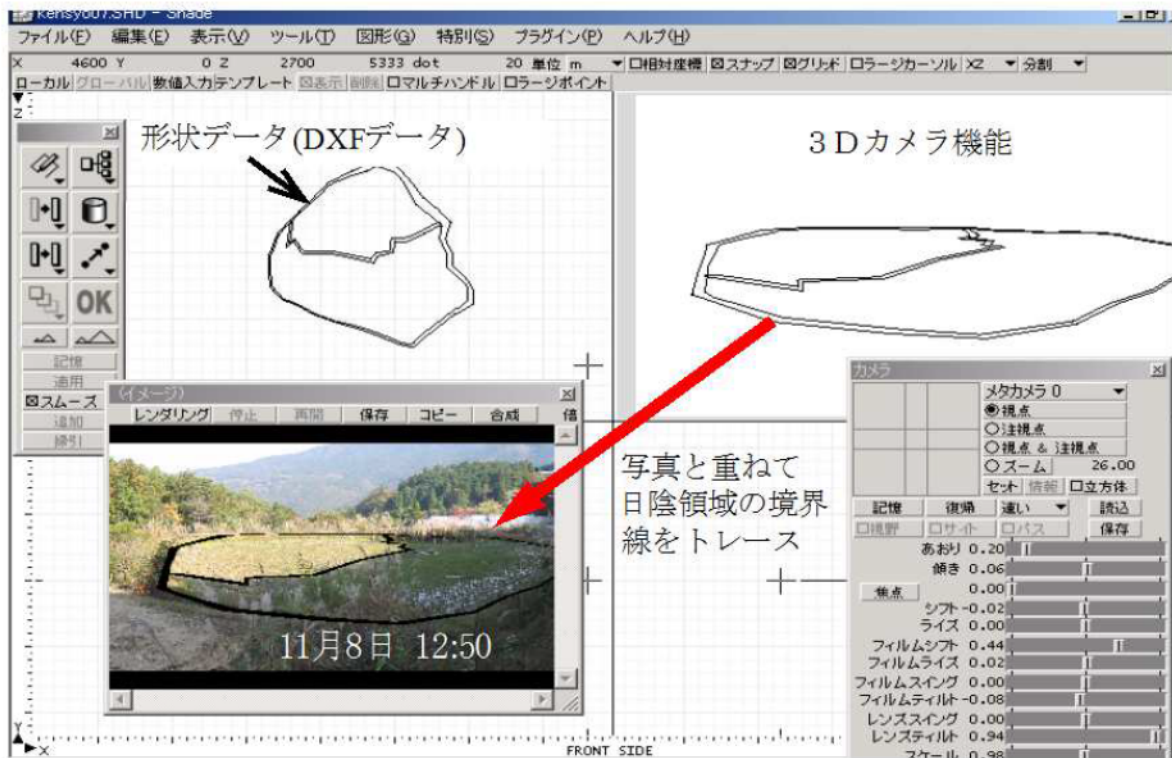 Kensyo07.SHD - Shade
ファイル(F) 編集(E) 表示(V) ツール(T) 図形(G) 特別(S) プラグイン(P) ヘルプ(H)
X 4600 Y 0 Z 2700 5333 dot 20 単位 m 相対座標 スナップ グリッド ラージカーソル XZ 分割
ローカル グローバル 数値入力 テンプレート 表示 削除 マルチハンドル ラージポイント
Z
形状データ(DXFデータ)
3Dカメラ機能
OK
記憶
適用
スムーズ
追加
線引
(イメージ)
レンダリング 停止 再開 保存 コピー 合成 倍
11月8日 12:50
写真と重ねて
日陰領域の境界
線をトレース
カメラ
メタカメラ 0
視点
注視点
視点 & 注視点
ズーム 26.00
セット 情報 立方体
記憶 復帰 速い 読込
視野 サイト パス 保存
あおり 0.20
傾き 0.06
焦点 0.00
シフト -0.02
ライズ 0.00
フィルムシフト 0.44
フィルムライズ 0.02
フィルムスイング 0.00
フィルムティルト -0.08
レンズスイング 0.00
レンズティルト 0.94
スケール 0.98
Y
X
FRONT SIDE